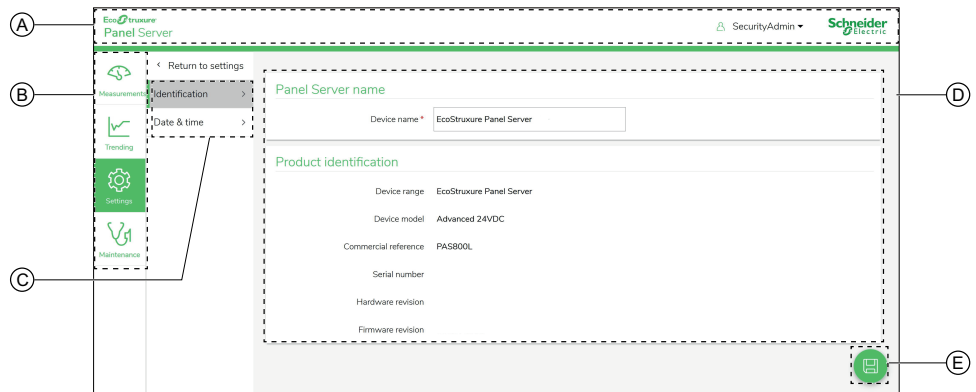 A
EcoStruxure
Panel Server
SecurityAdmin
Schneider
Electric
B
Measurements
Trending
Settings
Maintenance
Return to settings
Identification
Date & time
C
D
Panel Server name
Device name * EcoStruxure Panel Server
Product identification
Device range EcoStruxure Panel Server
Device model Advanced 24VDC
Commercial reference PAS800L
Serial number
Hardware revision
Firmware revision
E